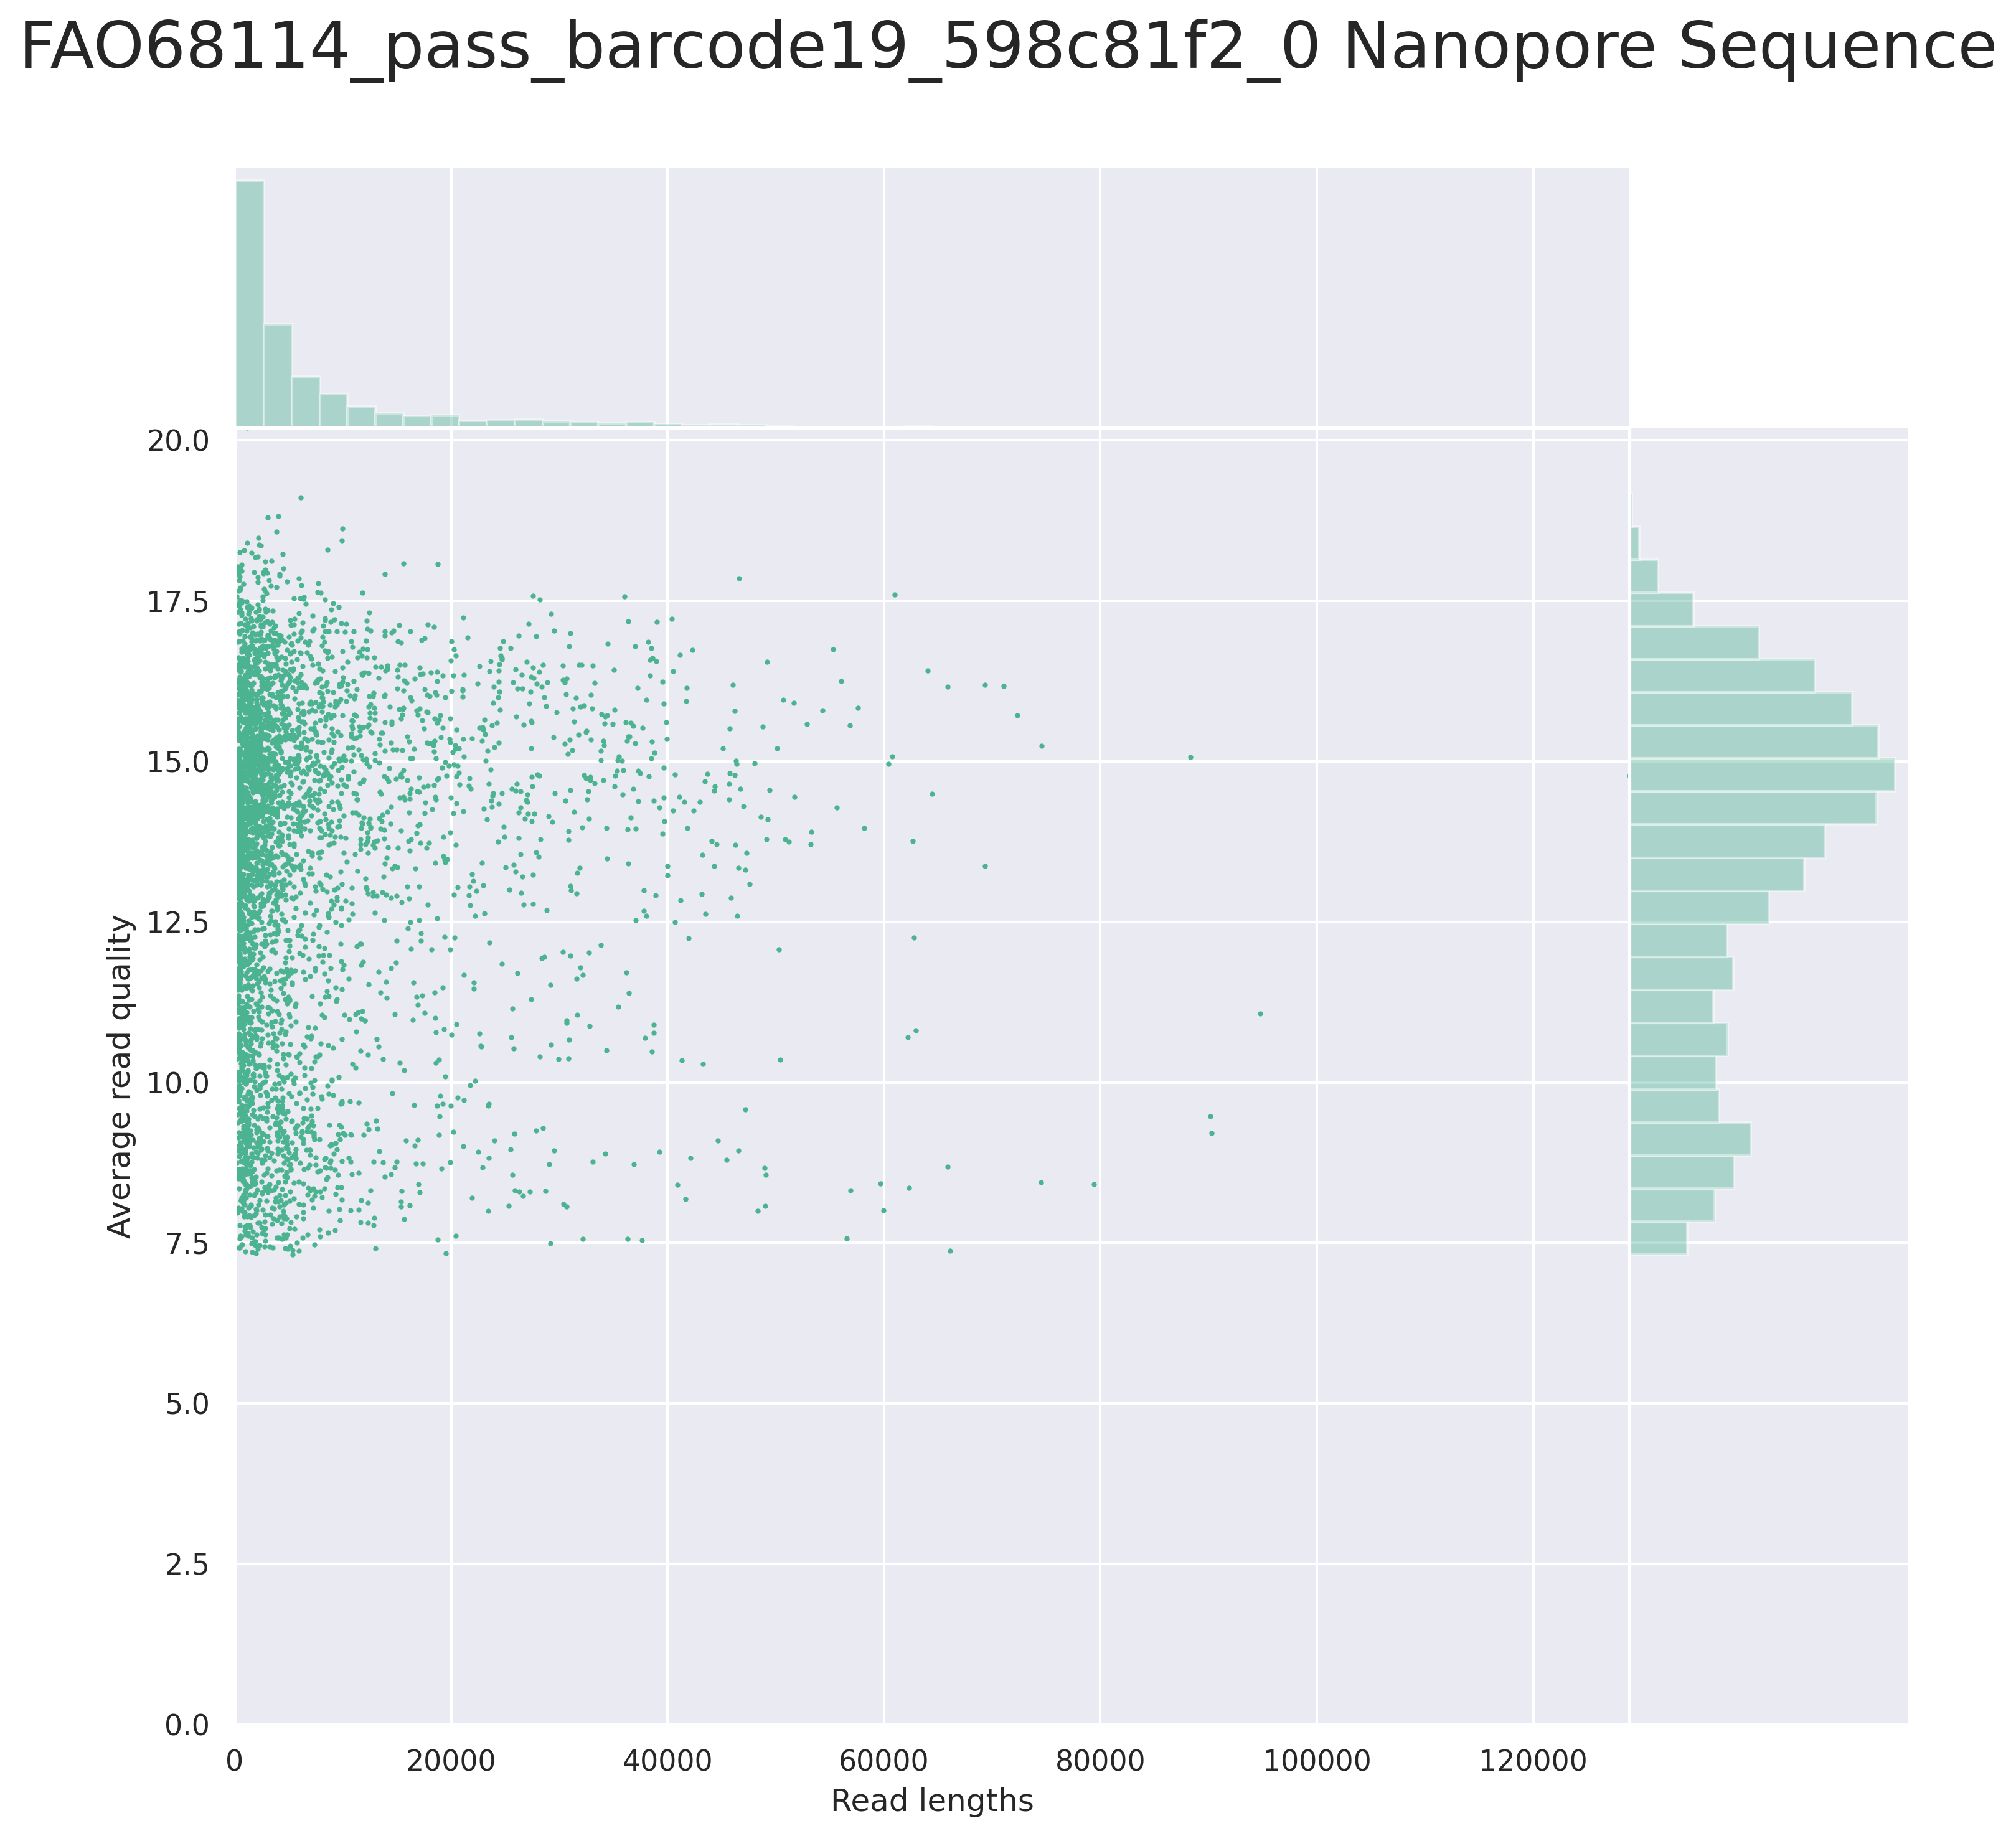 FAO68114_pass_barcode19_598c81f2_0 Nanopore Sequence
20.0
17.5
15.0
12.5
10.0
7.5
5.0
2.5
0.0
Average read quality
0 20000 40000 60000 80000 100000 120000
Read lengths